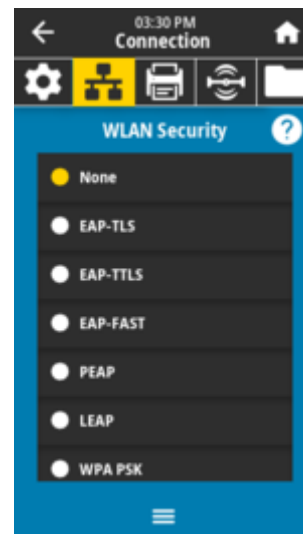 03:30 PM
Connection
WLAN Security
?
None
EAP-TLS
EAP-TTLS
EAP-FAST
PEAP
LEAP
WPA PSK